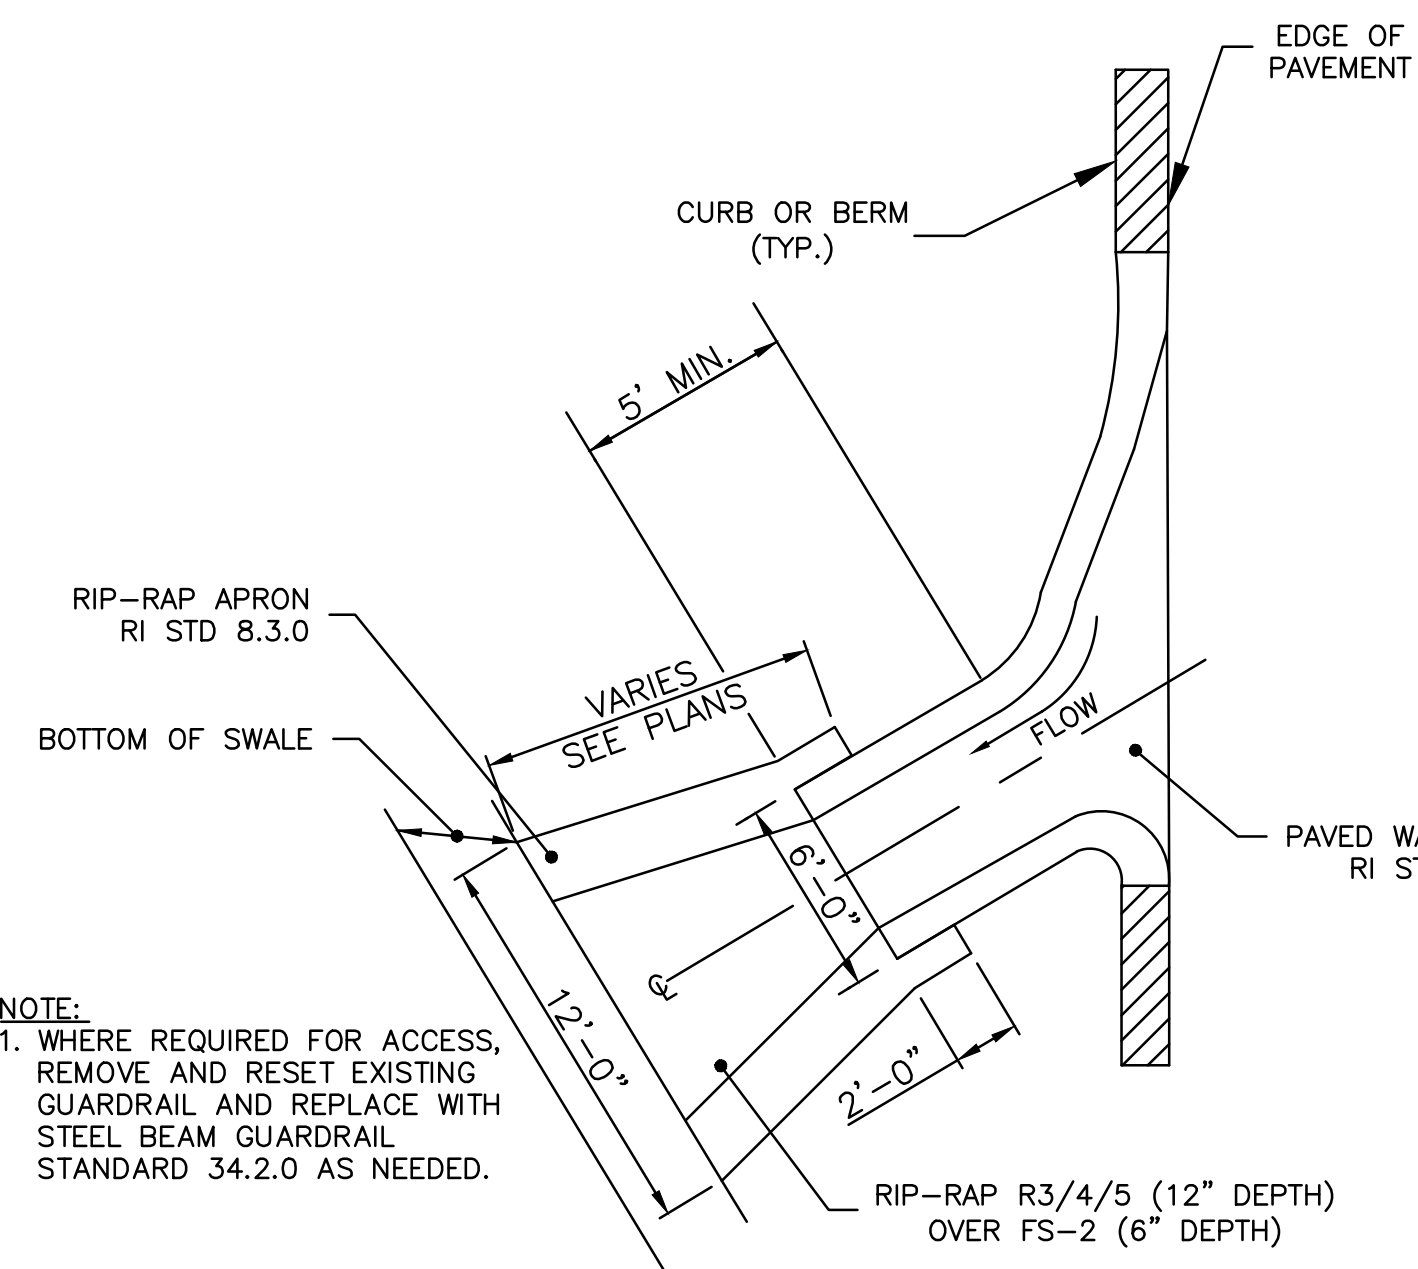 EDGE OF
PAVEMENT
CURB OR BERM
(TYP.)
5' MIN.
RIP-RAP APRON
RI STD 8.3.0
VARIES
SEE PLANS
FLOW
BOTTOM OF SWALE
PAVED
RI
6'-0"
℄
12'-0"
2'-0"
NOTE:
1. WHERE REQUIRED FOR ACCESS,
REMOVE AND RESET EXISTING
GUARDRAIL AND REPLACE WITH
STEEL BEAM GUARDRAIL
STANDARD 34.2.0 AS NEEDED.
RIP-RAP R3/4/5 (12" DEPTH)
OVER FS-2 (6" DEPTH)